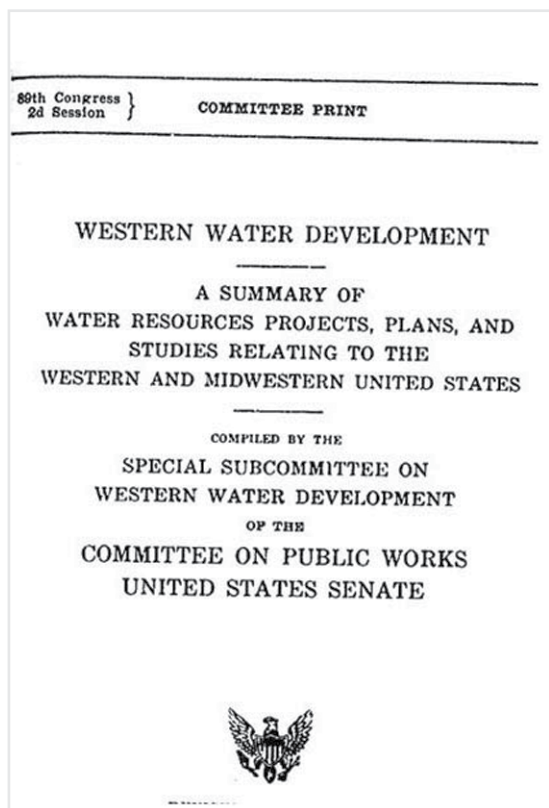 89th Congress
2d Session
COMMITTEE PRINT
WESTERN WATER DEVELOPMENT
A SUMMARY OF
WATER RESOURCES PROJECTS, PLANS, AND
STUDIES RELATING TO THE
WESTERN AND MIDWESTERN UNITED STATES
COMPILED BY THE
SPECIAL SUBCOMMITTEE ON
WESTERN WATER DEVELOPMENT
OF THE
COMMITTEE ON PUBLIC WORKS
UNITED STATES SENATE